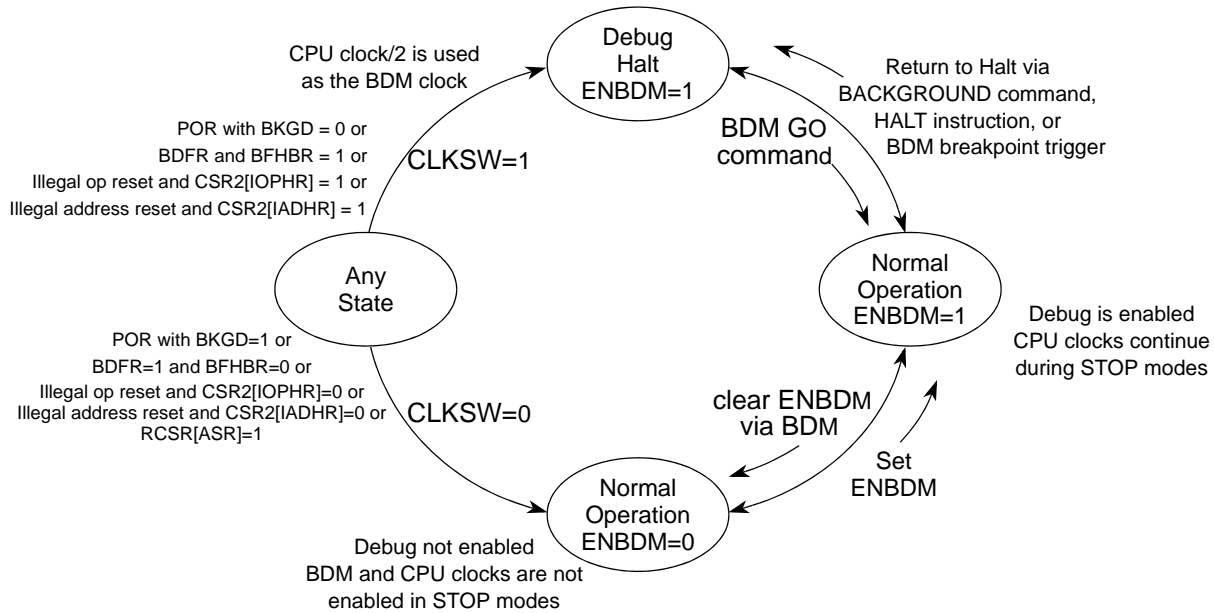 CPU clock/2 is used
as the BDM clock
Debug
Halt
ENBDM=1
Return to Halt via
BACKGROUND command,
HALT instruction, or
BDM breakpoint trigger
POR with BKGD = 0 or
BDFR and BFHBR = 1 or
Illegal op reset and CSR2[IOPHR] = 1 or
Illegal address reset and CSR2[IADHR] = 1
CLKSW=1
BDM GO
command
Any
State
Normal
Operation
ENBDM=1
Debug is enabled
CPU clocks continue
during STOP modes
POR with BKGD=1 or
BDFR=1 and BFHBR=0 or
Illegal op reset and CSR2[IOPHR]=0 or
Illegal address reset and CSR2[IADHR]=0 or
RCSR[ASR]=1
CLKSW=0
clear ENBDM
via BDM
Set
ENBDM
Normal
Operation
ENBDM=0
Debug not enabled
BDM and CPU clocks are not
enabled in STOP modes